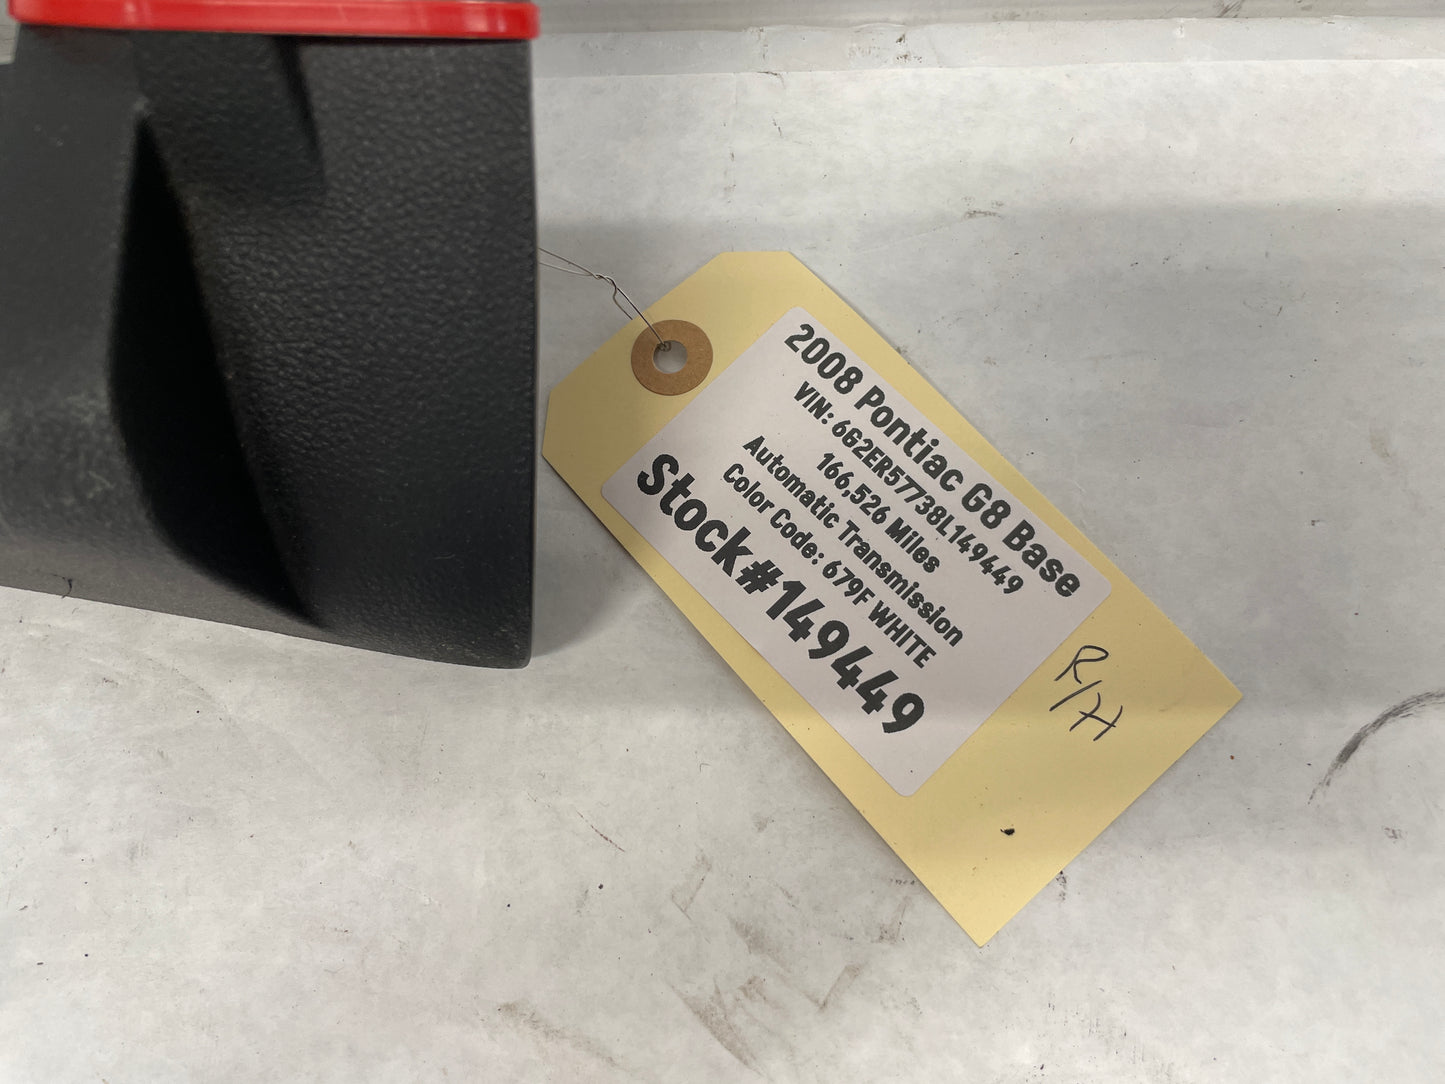 2008 Pontiac G8 Base
VIN: 6G2ER57738L149449
166,526 Miles
Automatic Transmission
Color Code: 679F WHITE
Stock#149449
R/H